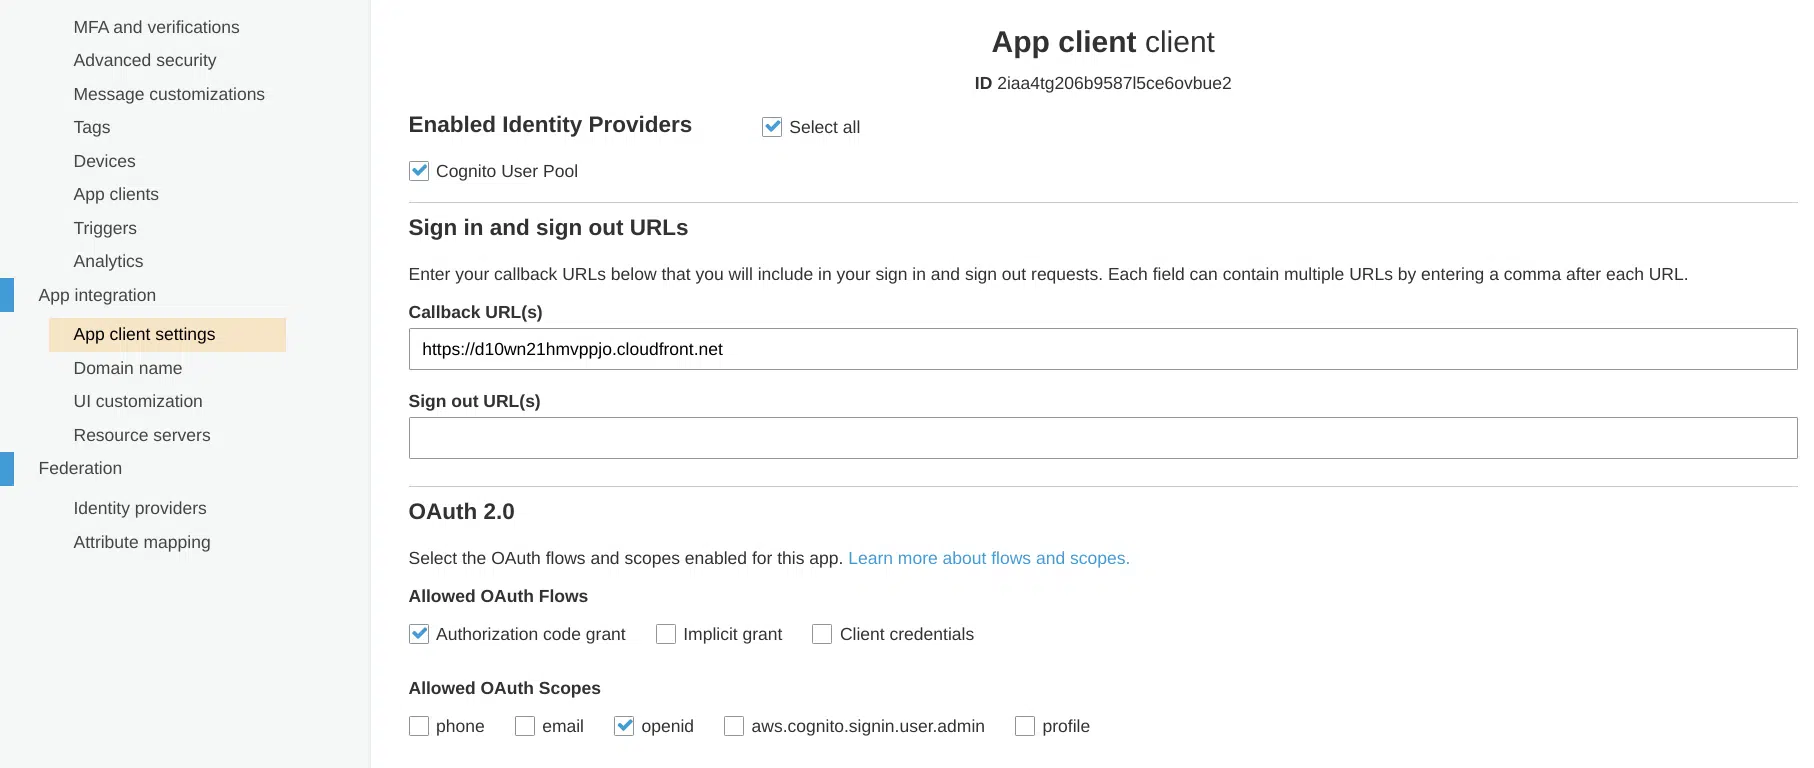 MFA and verifications
Advanced security
Message customizations
Tags
Devices
App clients
Triggers
Analytics
App integration
App client settings
Domain name
UI customization
Resource servers
Federation
Identity providers
Attribute mapping
App client client
ID 2iaa4tg206b9587l5ce6ovbue2
Enabled Identity Providers
Select all
Cognito User Pool
Sign in and sign out URLs
Enter your callback URLs below that you will include in your sign in and sign out requests. Each field can contain multiple URLs by entering a comma after each URL.
Callback URL(s)
https://d10wn21hmvppjo.cloudfront.net
Sign out URL(s)
OAuth 2.0
Select the OAuth flows and scopes enabled for this app. Learn more about flows and scopes.
Allowed OAuth Flows
Authorization code grant Implicit grant Client credentials
Allowed OAuth Scopes
phone email openid aws.cognito.signin.user.admin profile